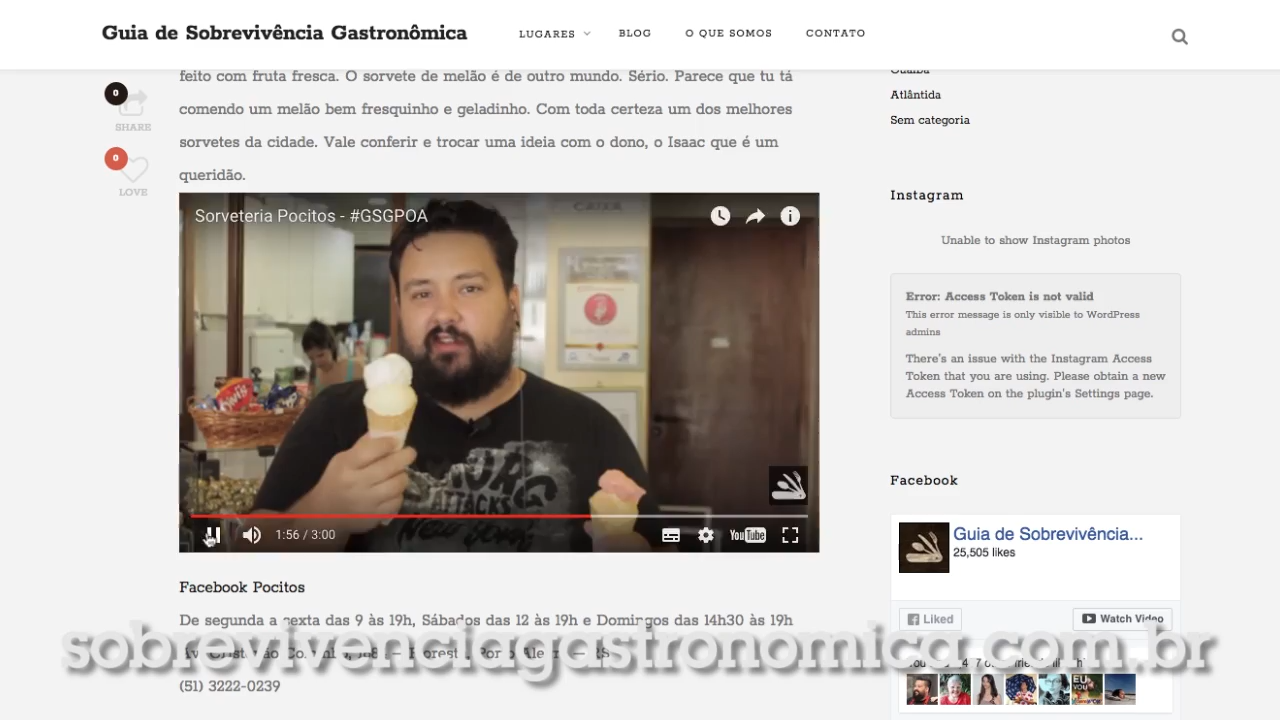 Guia de Sobrevivência Gastronômica
LUGARES
BLOG
O QUE SOMOS
CONTATO
feito com fruta fresca. O sorvete de melão é de outro mundo. Sério. Parece que tu tá
comendo um melão bem fresquinho e geladinho. Com toda certeza um dos melhores
sorvetes da cidade. Vale conferir e trocar uma ideia com o dono, o Isaac que é um
queridão.
0
SHARE
0
LOVE
Sorveteria Pocitos - #GSGPOA
CAIXA
1:56 / 3:00
YouTube
Facebook Pocitos
De segunda a sexta das 9 às 19h, Sábados das 12 às 19h e Domingos das 14h30 às 19h
(51) 3222-0239
Guaíba
Atlântida
Sem categoria
Instagram
Unable to show Instagram photos
Error: Access Token is not valid
This error message is only visible to WordPress
admins
There's an issue with the Instagram Access
Token that you are using. Please obtain a new
Access Token on the plugin's Settings page.
Facebook
Guia de Sobrevivência...
25,505 likes
Liked
Watch Video
sobrevivenciagastronomica.com.br